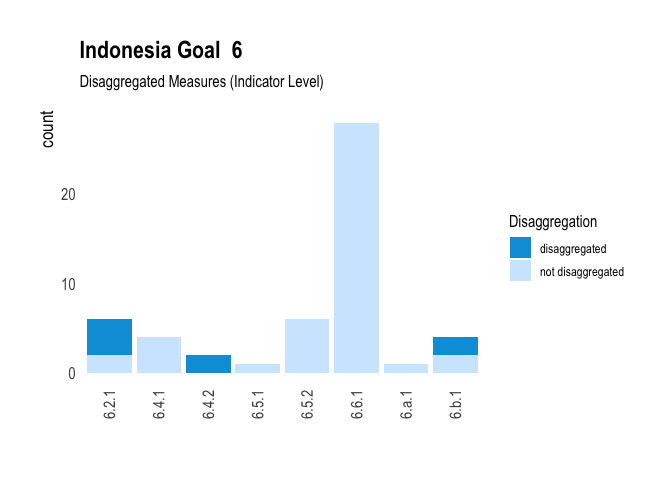 Indonesia Goal  6
Disaggregated Measures (Indicator Level)
count
20
10
0
6.2.1
6.4.1
6.4.2
6.5.1
6.5.2
6.6.1
6.a.1
6.b.1
Disaggregation
disaggregated
not disaggregated